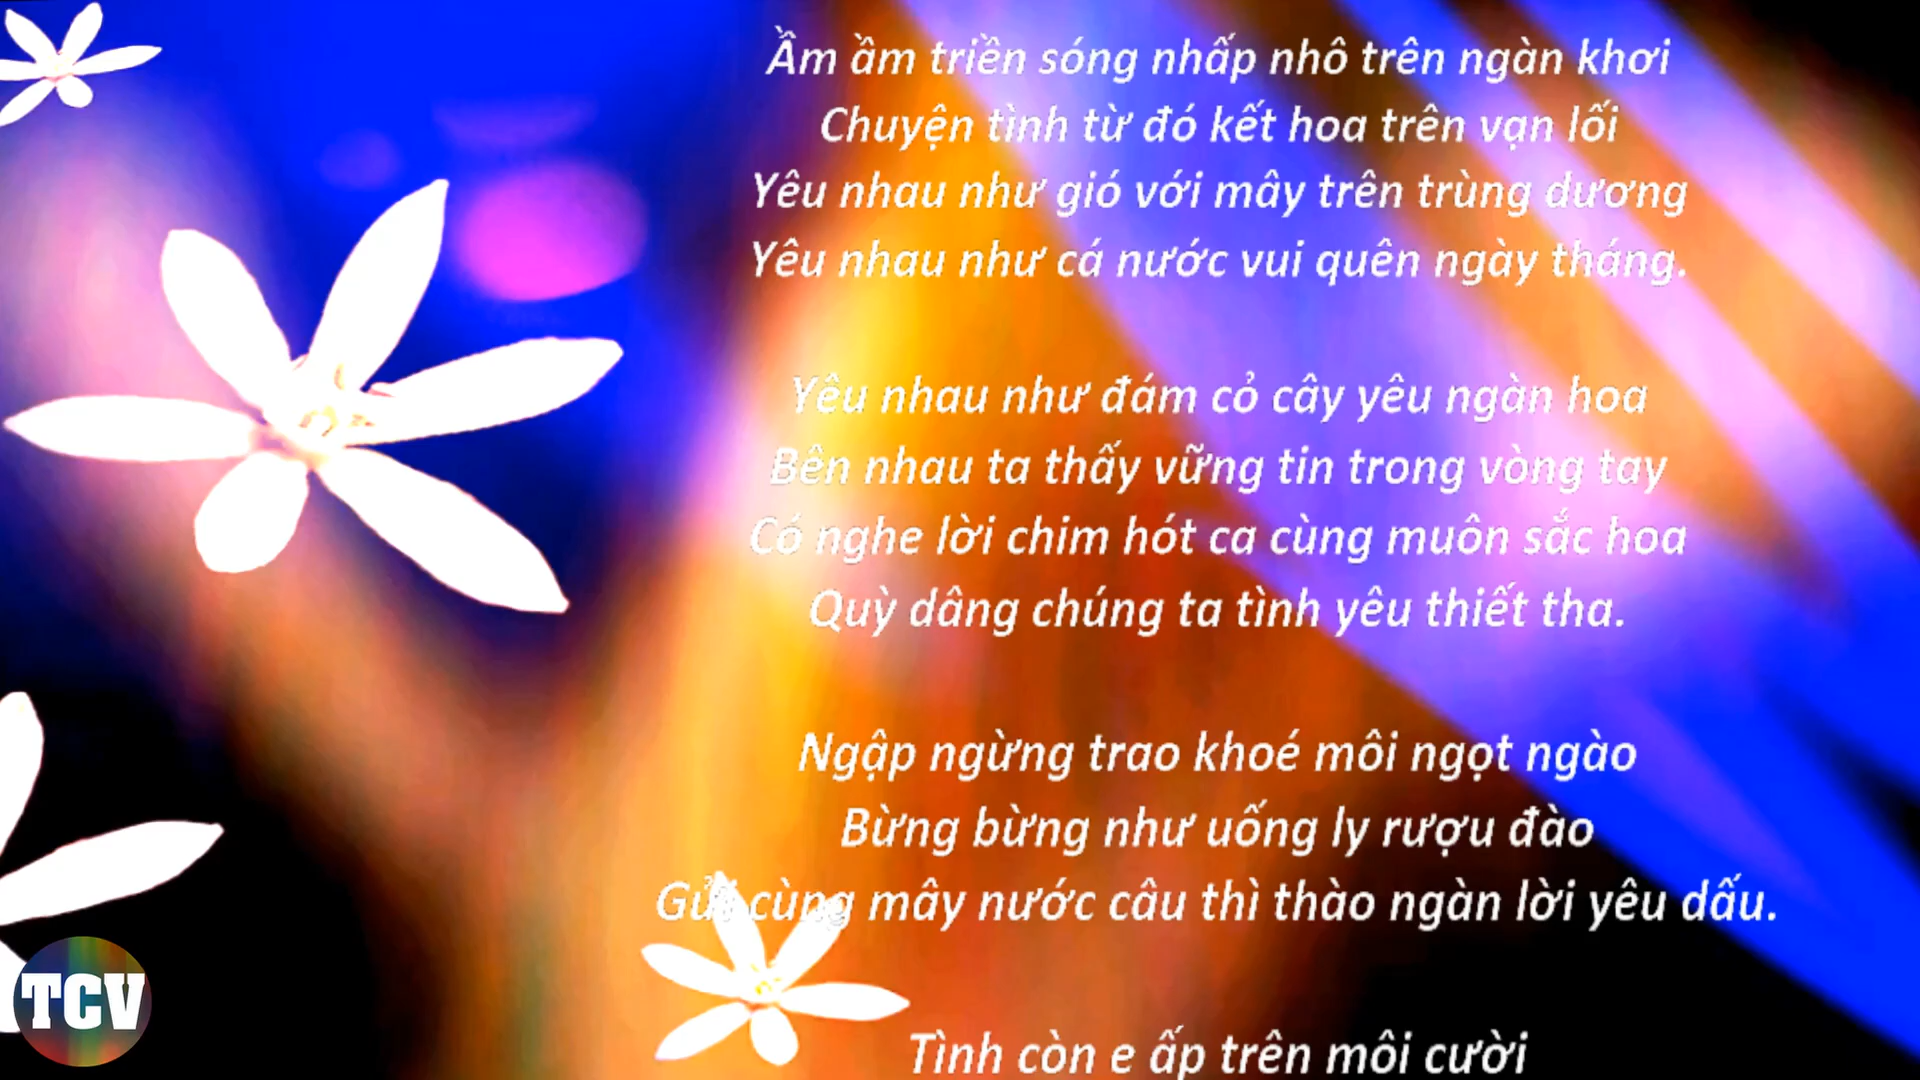 Ầm ầm triền sóng nhấp nhô trên ngàn khơi
Chuyện tình từ đó kết hoa trên vạn lối
Yêu nhau như gió với mây trên trùng dương
Yêu nhau như cá nước vui quên ngày tháng.
Yêu nhau như đám cỏ cây yêu ngàn hoa
Bên nhau ta thấy vững tin trong vòng tay
Có nghe lời chim hót ca cùng muôn sắc hoa
Quỳ dâng chúng ta tình yêu thiết tha.
Ngập ngừng trao khoé môi ngọt ngào
Bừng bừng như uống ly rượu đào
Gửi cùng mây nước câu thì thào ngàn lời yêu dấu.
Tình còn e ấp trên môi cười
TCV